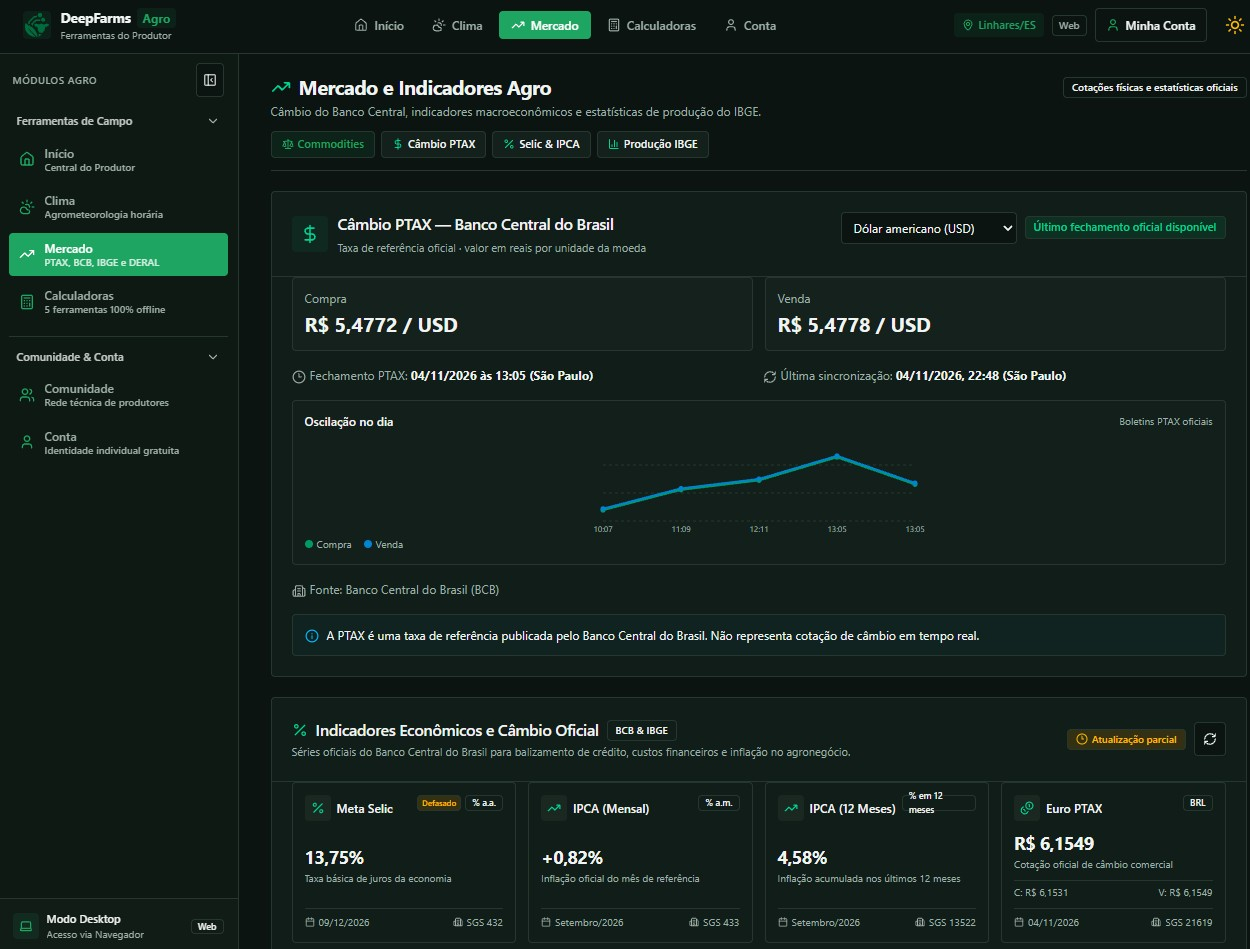 DeepFarms Agro
Ferramentas do Produtor
Início
Clima
Mercado
Calculadoras
Conta
Linhares/ES
Web
Minha Conta
MÓDULOS AGRO
Ferramentas de Campo
Início
Central do Produtor
Clima
Agrometeorologia horária
Mercado
PTAX, BCB, IBGE e DERAL
Calculadoras
5 ferramentas 100% offline
Comunidade & Conta
Comunidade
Rede técnica de produtores
Conta
Identidade individual gratuita
Modo Desktop
Acesso via Navegador
Web
Mercado e Indicadores Agro
Câmbio do Banco Central, indicadores macroeconômicos e estatísticas de produção do IBGE.
Cotações físicas e estatísticas oficiais
Commodities
Câmbio PTAX
Selic & IPCA
Produção IBGE
Câmbio PTAX — Banco Central do Brasil
Taxa de referência oficial · valor em reais por unidade da moeda
Dólar americano (USD)
Último fechamento oficial disponível
Compra
R$ 5,4772 / USD
Venda
R$ 5,4778 / USD
Fechamento PTAX: 04/11/2026 às 13:05 (São Paulo)
Última sincronização: 04/11/2026, 22:48 (São Paulo)
Oscilação no dia
Boletins PTAX oficiais
10:07
11:09
12:11
13:05
13:05
Compra
Venda
Fonte: Banco Central do Brasil (BCB)
A PTAX é uma taxa de referência publicada pelo Banco Central do Brasil. Não representa cotação de câmbio em tempo real.
Indicadores Econômicos e Câmbio Oficial
BCB & IBGE
Séries oficiais do Banco Central do Brasil para balizamento de crédito, custos financeiros e inflação no agronegócio.
Atualização parcial
Meta Selic
Defasado
% a.a.
13,75%
Taxa básica de juros da economia
09/12/2026
SGS 432
IPCA (Mensal)
% a.m.
+0,82%
Inflação oficial do mês de referência
Setembro/2026
SGS 433
IPCA (12 Meses)
% em 12
meses
4,58%
Inflação acumulada nos últimos 12 meses
Setembro/2026
SGS 13522
Euro PTAX
BRL
R$ 6,1549
Cotação oficial de câmbio comercial
C: R$ 6,1531
V: R$ 6,1549
04/11/2026
SGS 21619